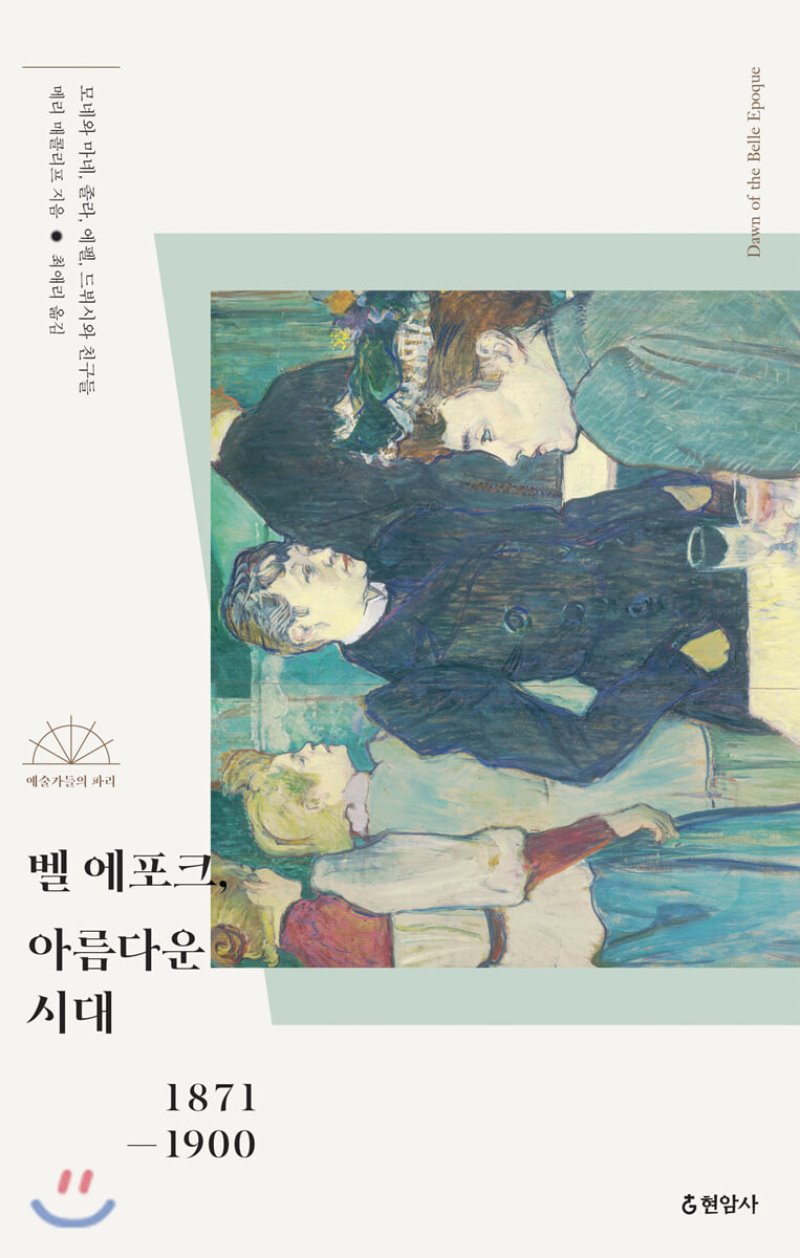 모네와 마네, 졸라, 에펠, 드뷔시와 친구들
메리 매콜리프 지음 ● 최애리 옮김
Dawn of the Belle Epoque
예술가들의 파리
벨 에포크,
아름다운
시대
1871
—1900
현암사